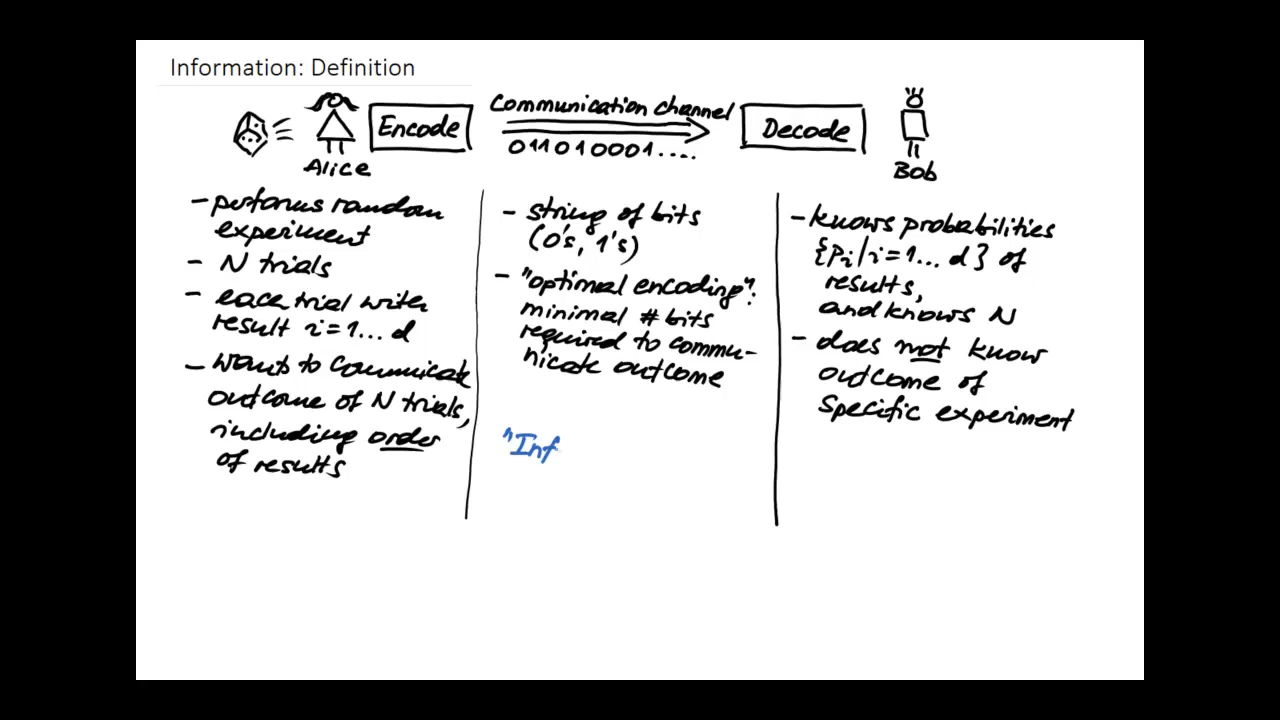 Information: Definition
Encode
Communication channel
011010001....
Decode
Alice
Bob
- performs random
experiment
- N trials
- each trial with
result i=1... d
- wants to communicate
outcome of N trials,
including order
of results
- string of bits
(0's, 1's)
- "optimal encoding":
minimal # bits
required to commu-
nicate outcome
"Inf
- knows probabilities
{Pi|i=1... d} of
results,
and knows N
- does not know
outcome of
specific experiment